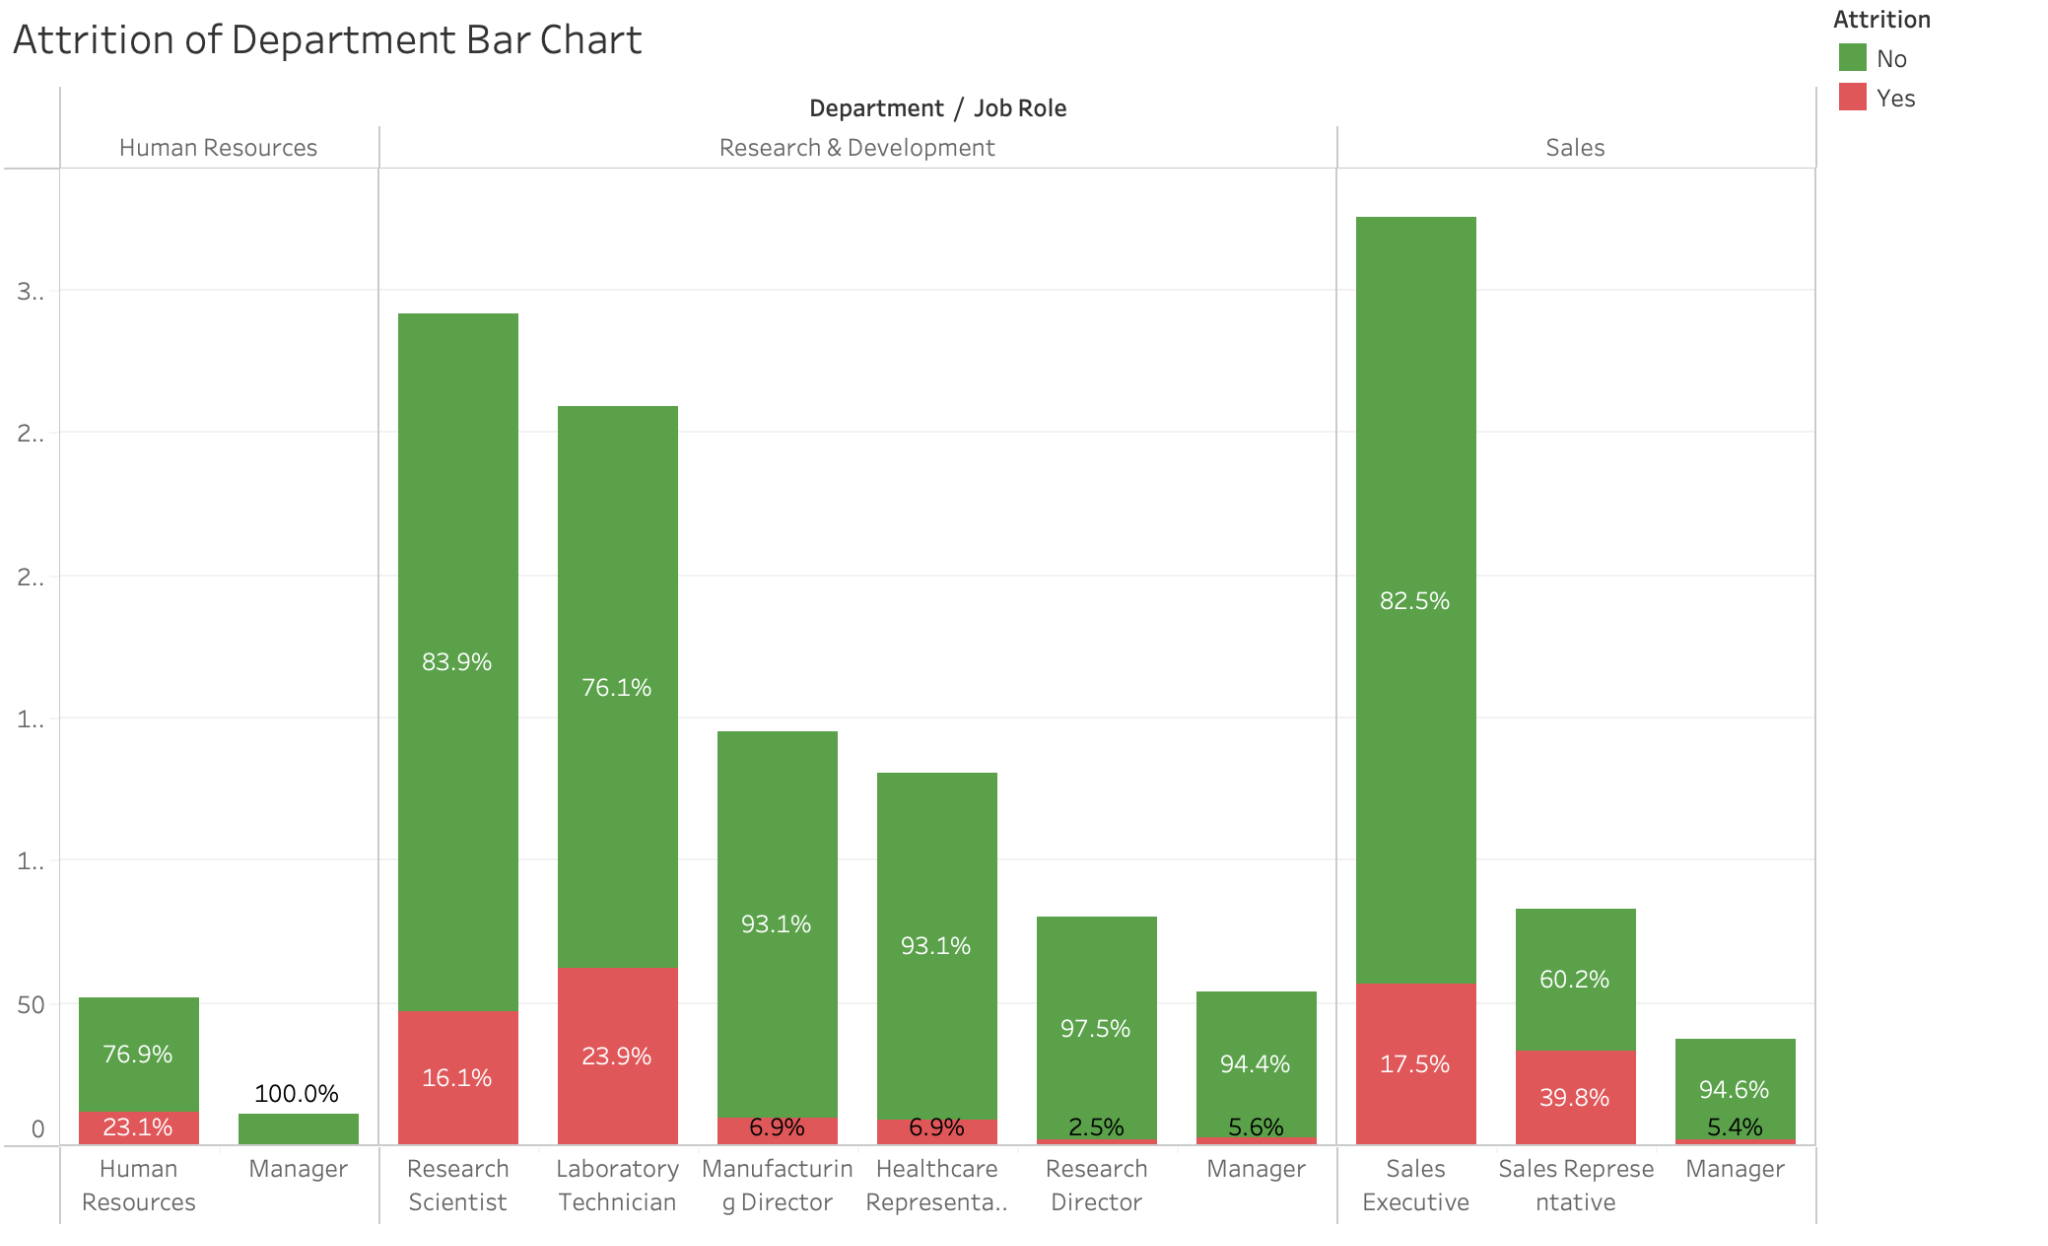 Attrition of Department Bar Chart
Attrition
No
Yes
Department / Job Role
Human Resources
Research & Development
Sales
3..
2..
2..
1..
1..
50
0
76.9%
23.1%
100.0%
83.9%
16.1%
76.1%
23.9%
93.1%
6.9%
93.1%
6.9%
97.5%
2.5%
94.4%
5.6%
82.5%
17.5%
60.2%
39.8%
94.6%
5.4%
Human
Resources
Manager
Research
Scientist
Laboratory
Technician
Manufacturin
g Director
Healthcare
Representa..
Research
Director
Manager
Sales
Executive
Sales Represe
ntative
Manager